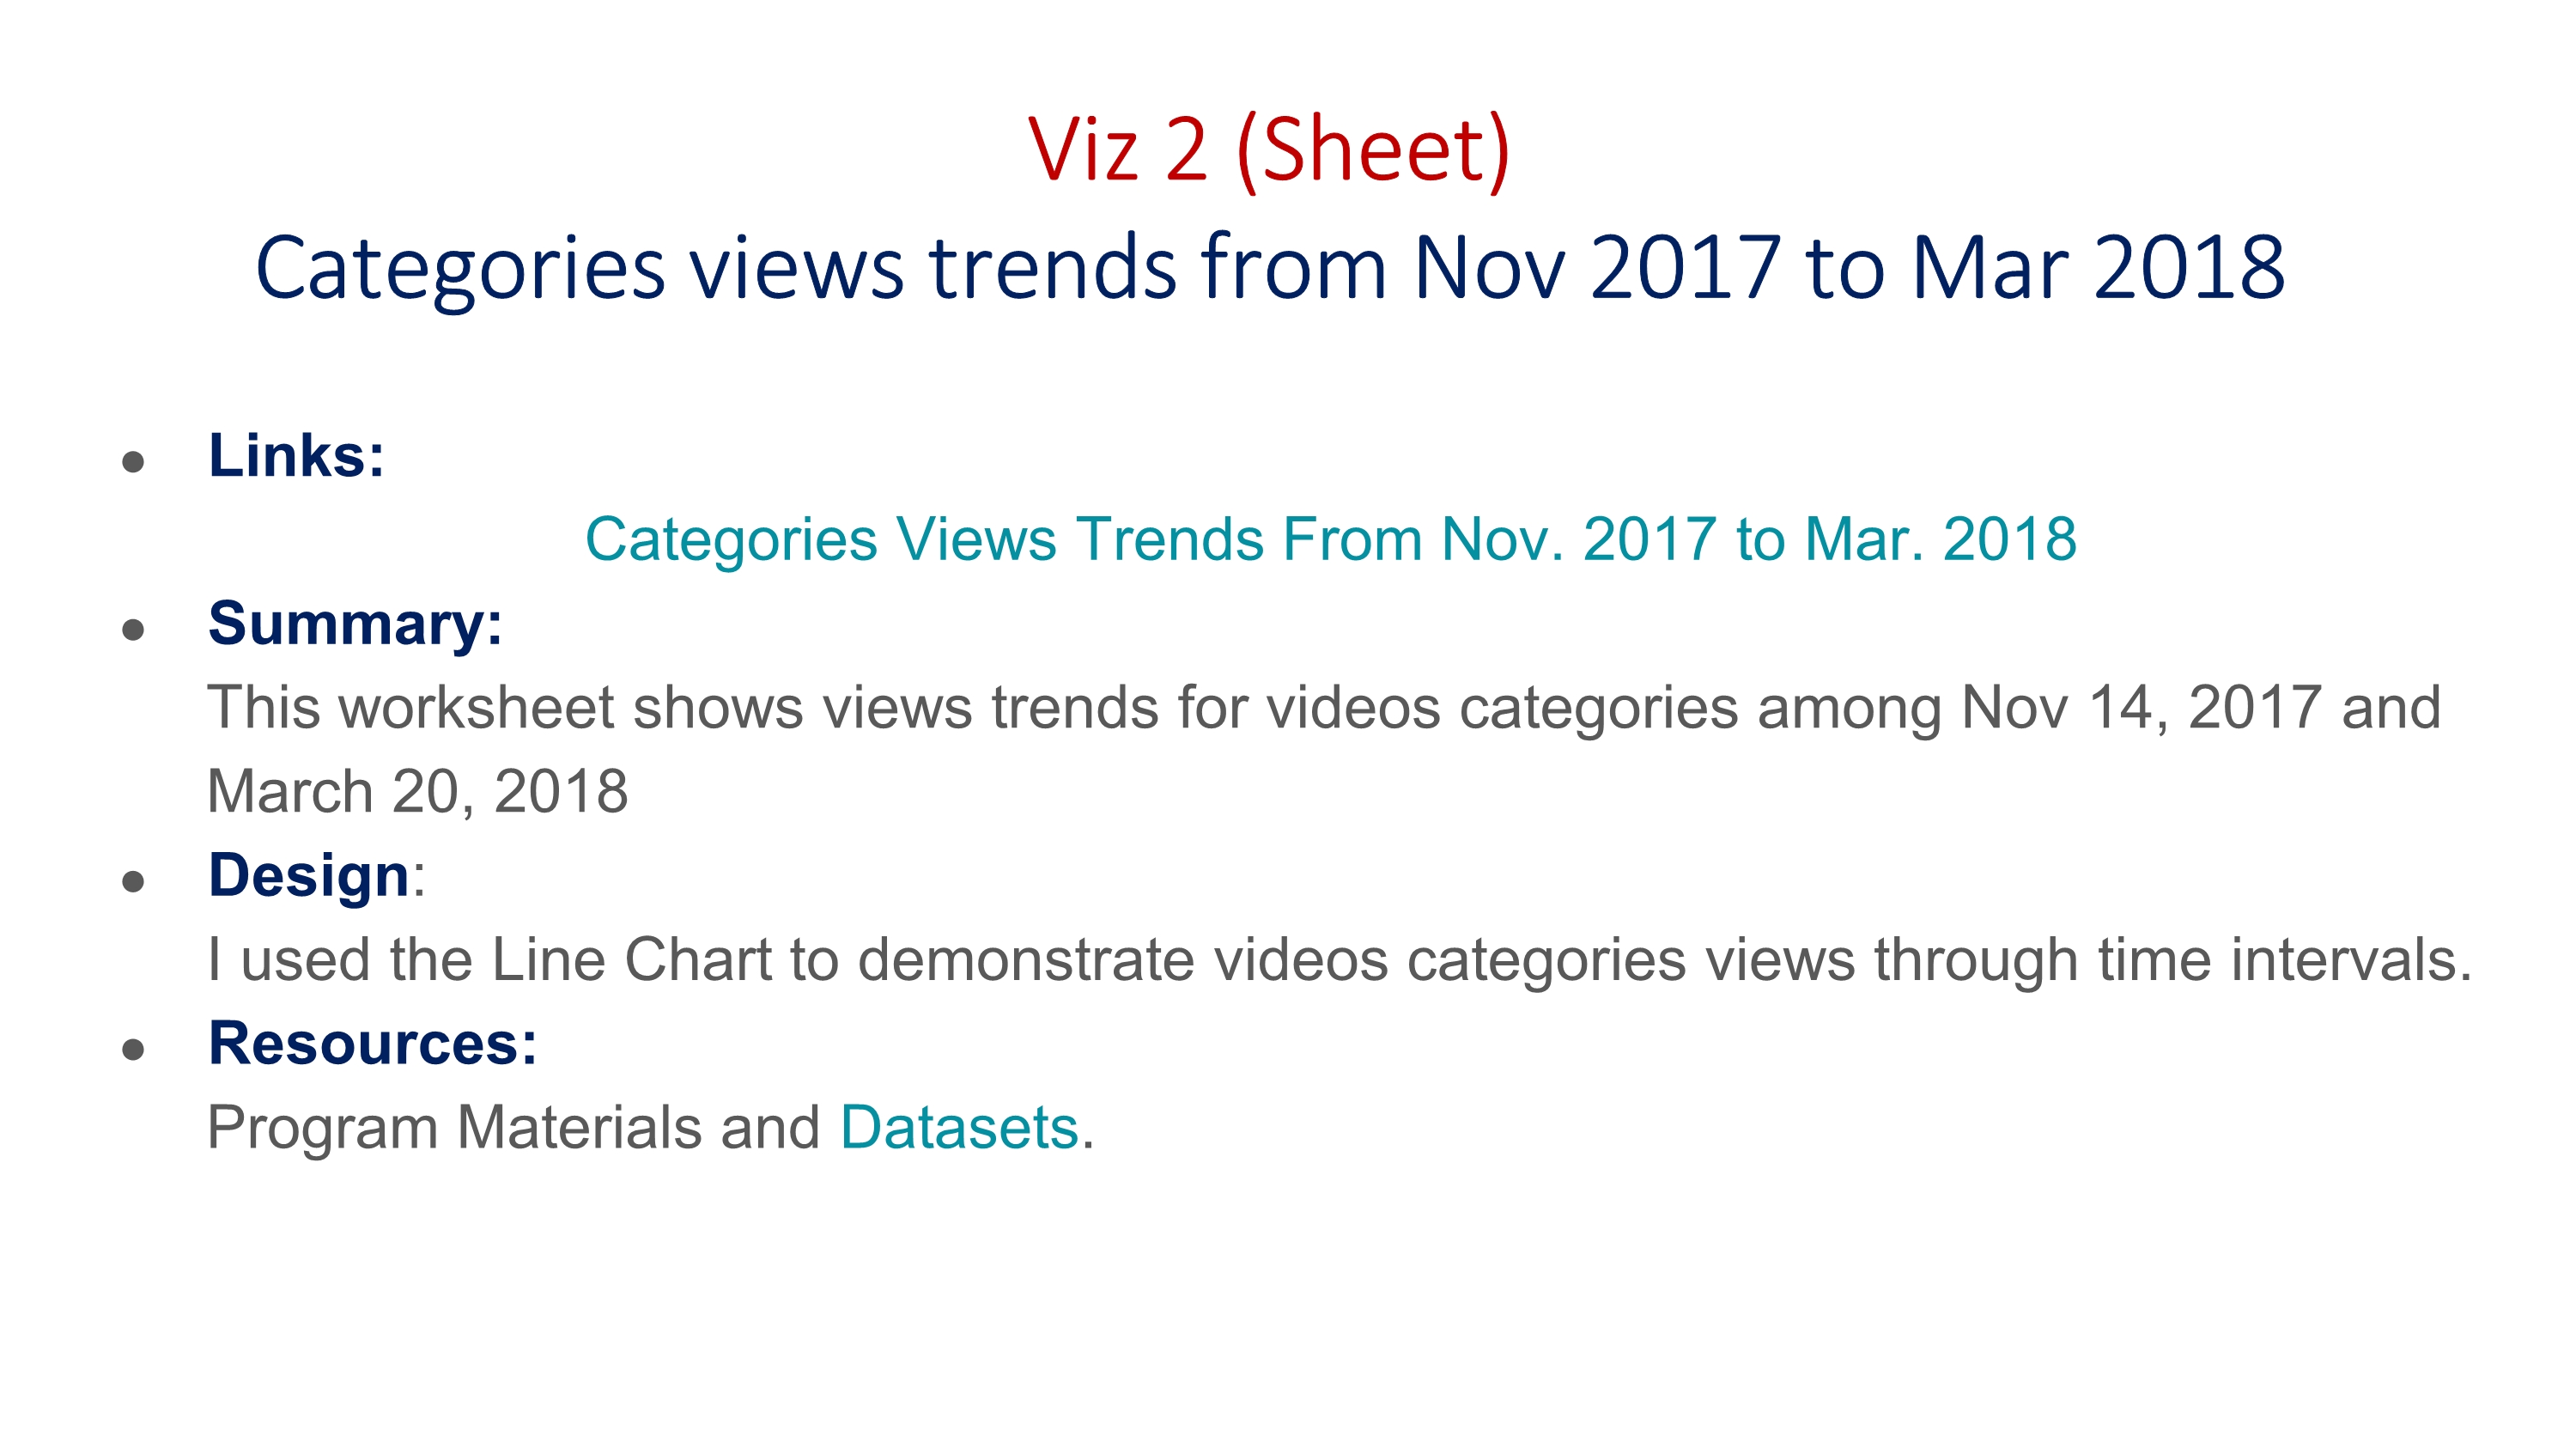 Viz 2 (Sheet)
Categories views trends from Nov 2017 to Mar 2018
● Links:
Categories Views Trends From Nov. 2017 to Mar. 2018
● Summary:
This worksheet shows views trends for videos categories among Nov 14, 2017 and
March 20, 2018
● Design:
I used the Line Chart to demonstrate videos categories views through time intervals.
● Resources:
Program Materials and Datasets.